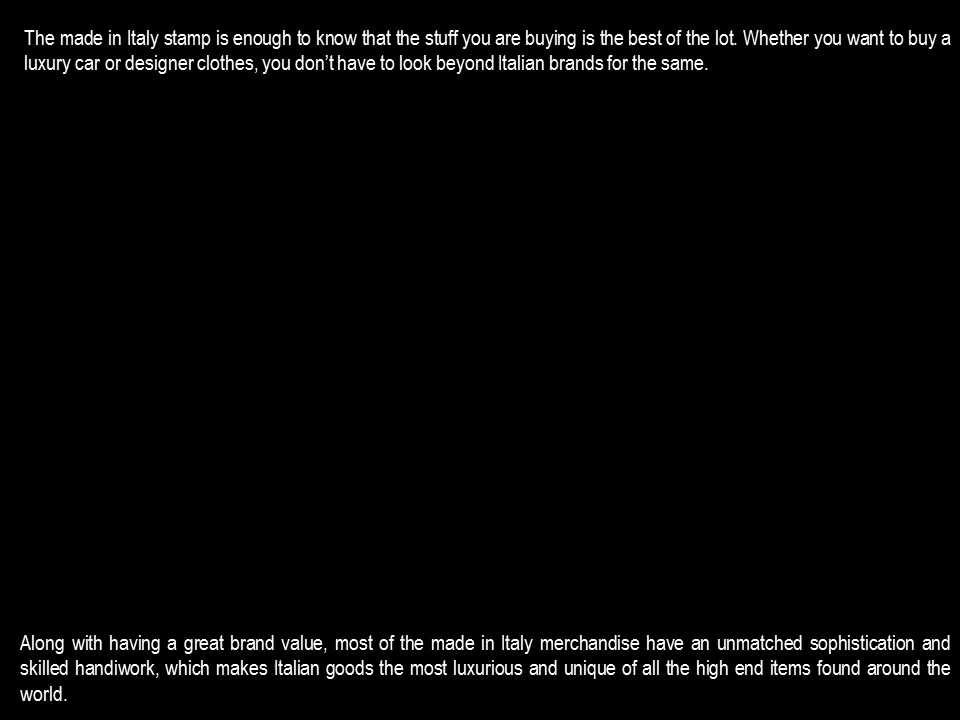 The made in Italy stamp is enough to know that the stuff you are buying is the best of the lot. Whether you want to buy a
luxury car or designer clothes, you don’t have to look beyond Italian brands for the same.
Along with having a great brand value, most of the made in Italy merchandise have an unmatched sophistication and
skilled handiwork, which makes Italian goods the most luxurious and unique of all the high end items found around the
world.